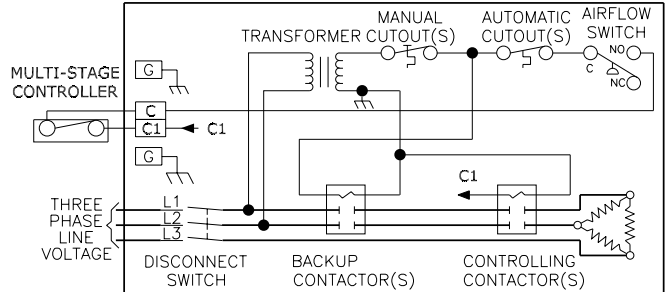 TRANSFORMER
MANUAL
CUTOUT(S)
AUTOMATIC
CUTOUT(S)
AIRFLOW
SWITCH
NO
C
NC
MULTI-STAGE
CONTROLLER
G
C
C1
C1
G
C1
THREE
PHASE
LINE
VOLTAGE
L1
L2
L3
DISCONNECT
SWITCH
BACKUP
CONTACTOR(S)
CONTROLLING
CONTACTOR(S)